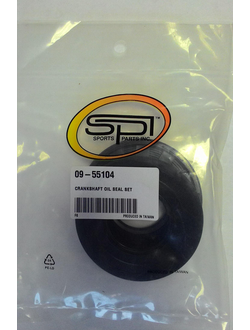 SPI
SPORTS PARTS INC.
09-55104
CRANKSHAFT OIL SEAL SET
PRODUCED IN TAIWAN